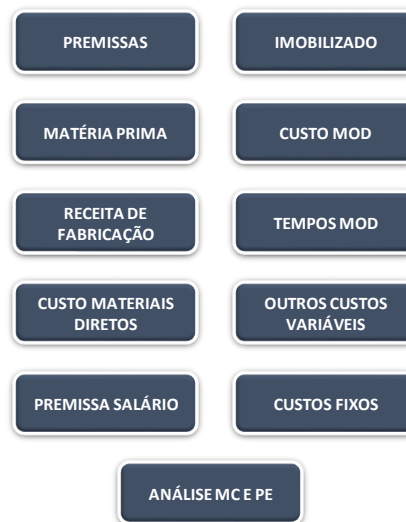 PREMISSAS
IMOBILIZADO
MATÉRIA PRIMA
CUSTO MOD
RECEITA DE
FABRICAÇÃO
TEMPOS MOD
CUSTO MATERIAIS
DIRETOS
OUTROS CUSTOS
VARIÁVEIS
PREMISSA SALÁRIO
CUSTOS FIXOS
ANÁLISE MC E PE